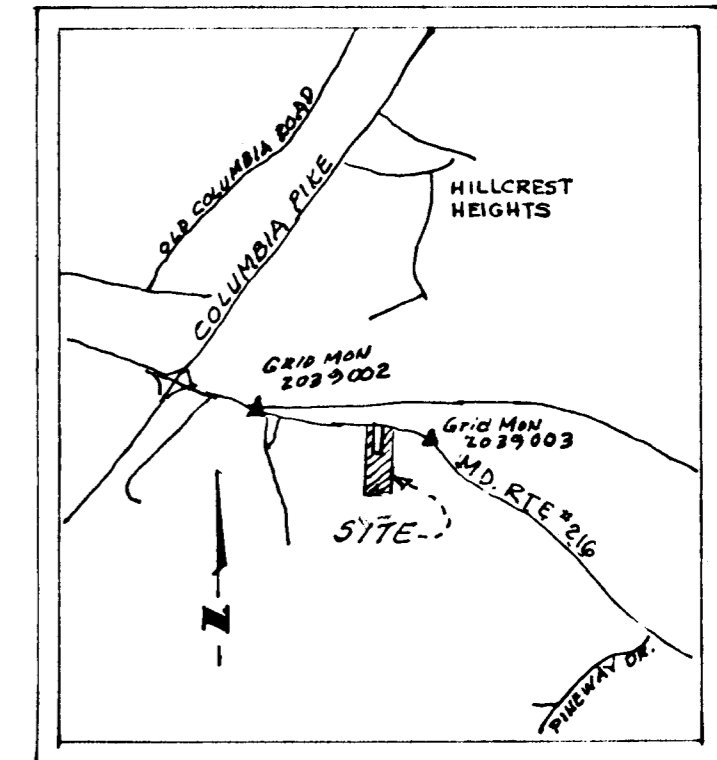 OLD COLUMBIA ROAD
COLUMBIA PIKE
HILLCREST
HEIGHTS
GRID MON
2039002
Grid Mon
2039003
MD. RTE #216
SITE
N
PINEWAY DR.